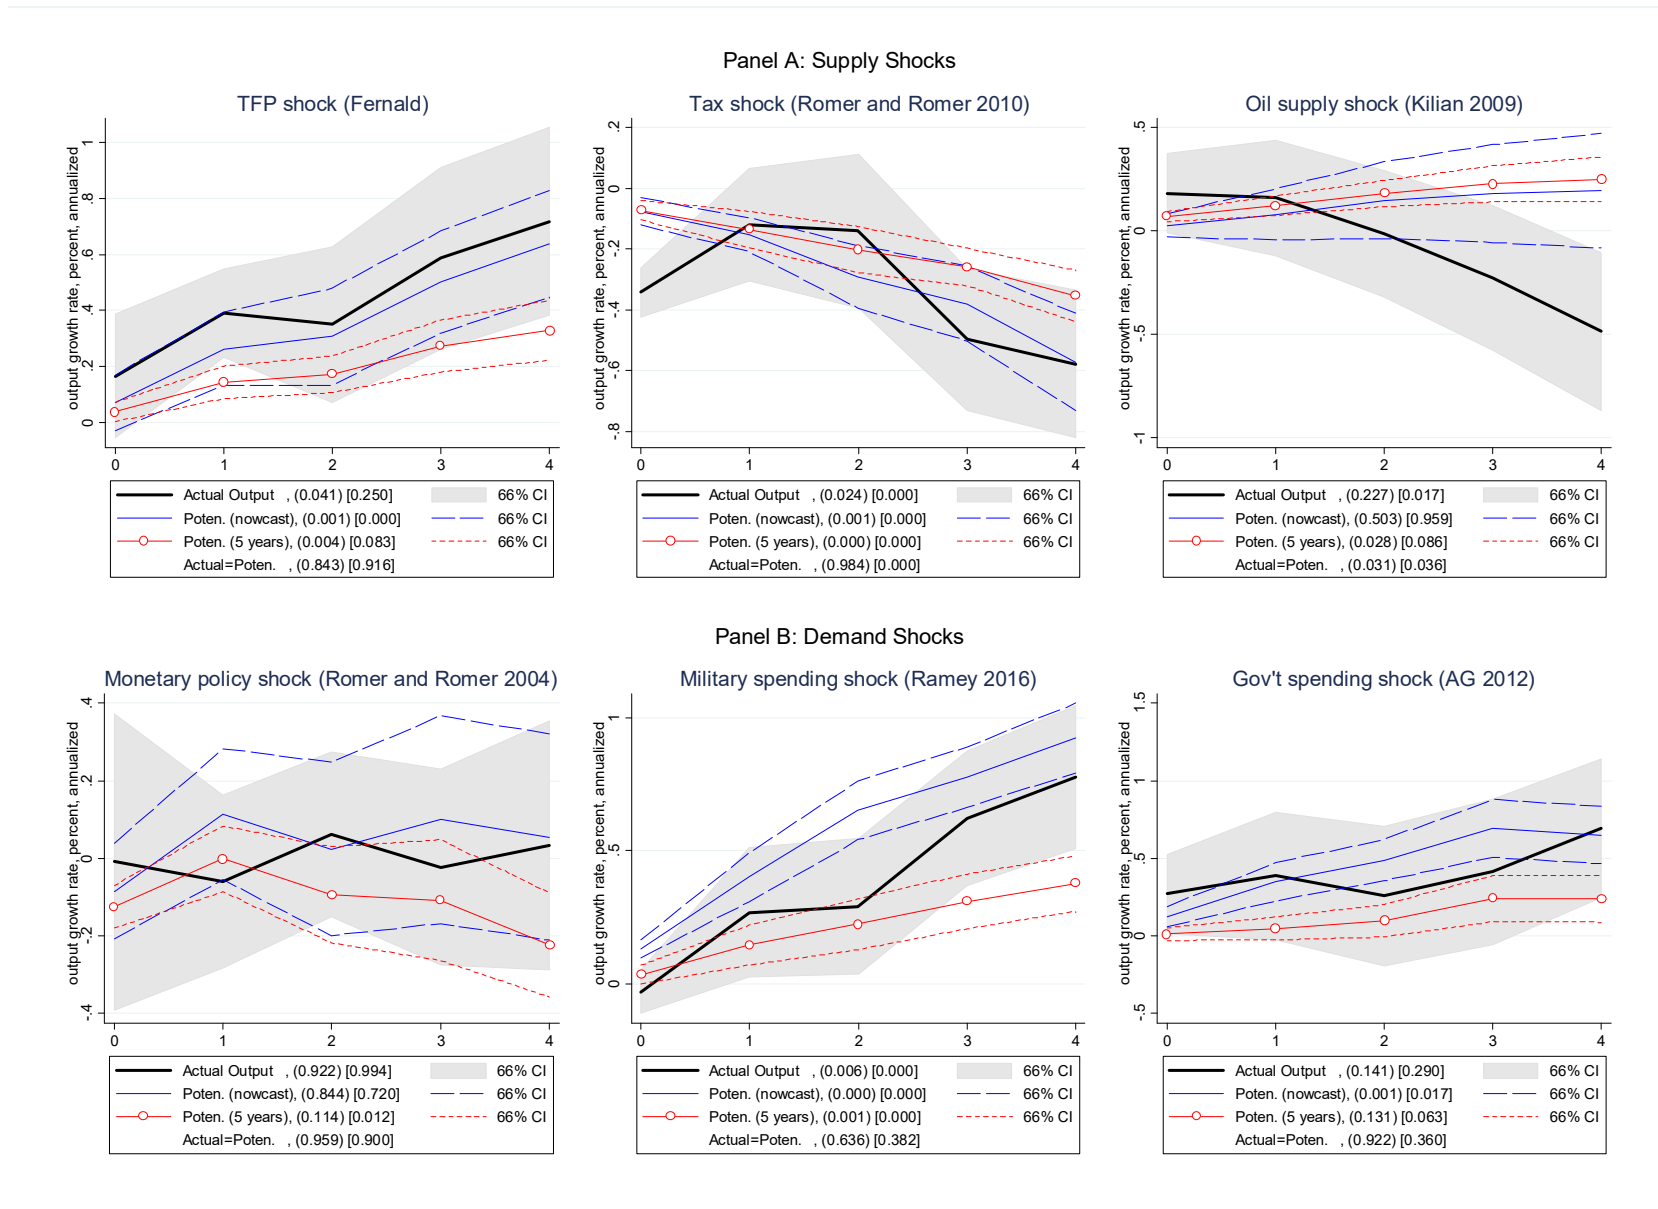 Panel A: Supply Shocks
TFP shock (Fernald)
output growth rate, percent, annualized
1
.8
.6
.4
.2
0
0 1 2 3 4
Actual Output , (0.041) [0.250] 66% CI
Poten. (nowcast), (0.001) [0.000] 66% CI
Poten. (5 years), (0.004) [0.083] 66% CI
Actual=Poten. , (0.843) [0.916]
Tax shock (Romer and Romer 2010)
output growth rate, percent, annualized
.2
0
-.2
-.4
-.6
-.8
0 1 2 3 4
Actual Output , (0.024) [0.000] 66% CI
Poten. (nowcast), (0.001) [0.000] 66% CI
Poten. (5 years), (0.000) [0.000] 66% CI
Actual=Poten. , (0.984) [0.000]
Oil supply shock (Kilian 2009)
output growth rate, percent, annualized
.5
0
-.5
-1
0 1 2 3 4
Actual Output , (0.227) [0.017] 66% CI
Poten. (nowcast), (0.503) [0.959] 66% CI
Poten. (5 years), (0.028) [0.086] 66% CI
Actual=Poten. , (0.031) [0.036]
Panel B: Demand Shocks
Monetary policy shock (Romer and Romer 2004)
output growth rate, percent, annualized
.4
.2
0
-.2
-.4
0 1 2 3 4
Actual Output , (0.922) [0.994] 66% CI
Poten. (nowcast), (0.844) [0.720] 66% CI
Poten. (5 years), (0.114) [0.012] 66% CI
Actual=Poten. , (0.959) [0.900]
Military spending shock (Ramey 2016)
output growth rate, percent, annualized
1
.5
0
0 1 2 3 4
Actual Output , (0.006) [0.000] 66% CI
Poten. (nowcast), (0.000) [0.000] 66% CI
Poten. (5 years), (0.001) [0.000] 66% CI
Actual=Poten. , (0.636) [0.382]
Gov't spending shock (AG 2012)
output growth rate, percent, annualized
1.5
1
.5
0
-.5
0 1 2 3 4
Actual Output , (0.141) [0.290] 66% CI
Poten. (nowcast), (0.001) [0.017] 66% CI
Poten. (5 years), (0.131) [0.063] 66% CI
Actual=Poten. , (0.922) [0.360]